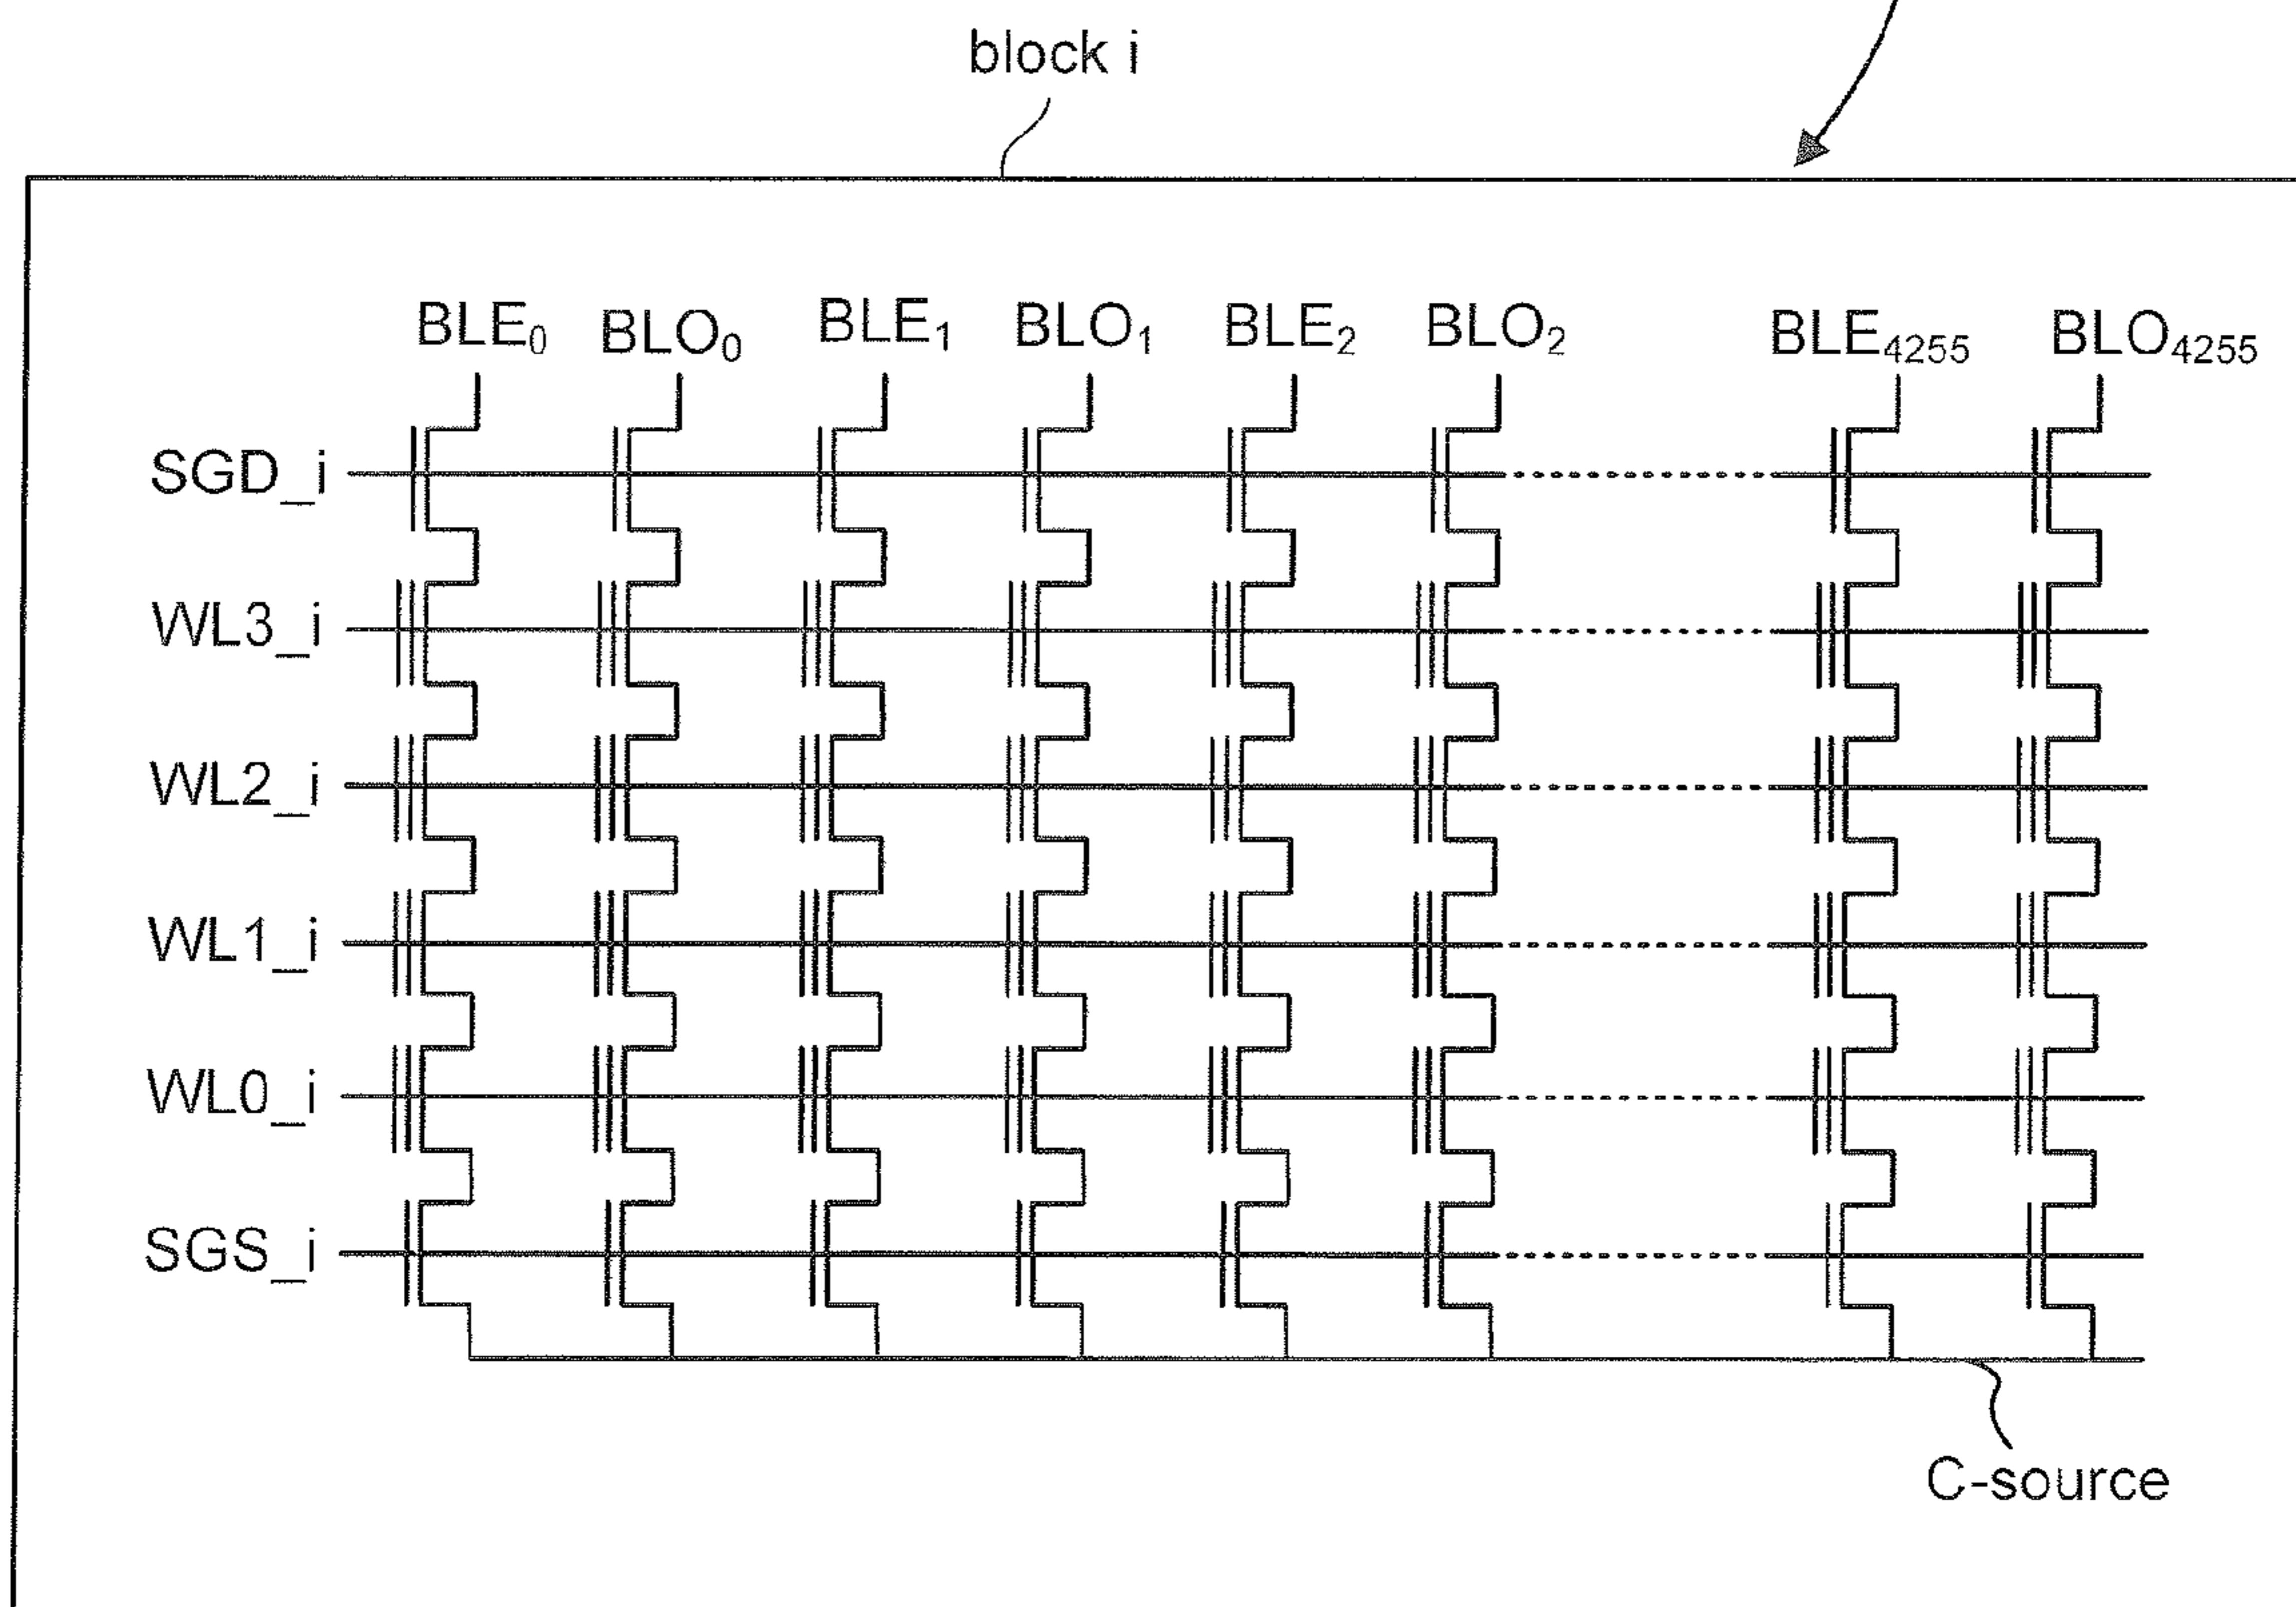 block i
BLE₀ BLO₀ BLE₁ BLO₁ BLE₂ BLO₂ BLE₄₂₅₅ BLO₄₂₅₅
SGD_i
WL3_i
WL2_i
WL1_i
WL0_i
SGS_i
C-source